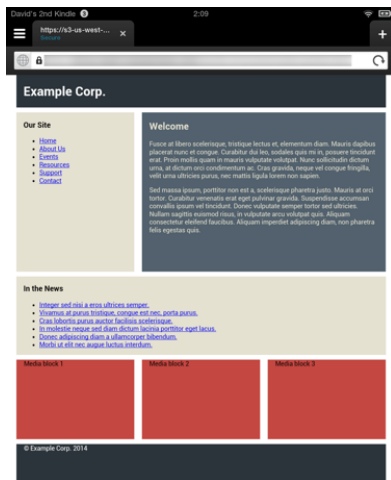 David's 2nd Kindle 3 2:09
https://s3-us-west-...
Secure
Example Corp.
Our Site
Home
About Us
Events
Resources
Support
Contact
Welcome
Fusce at libero scelerisque, tristique lectus et, elementum diam. Mauris dapibus
placerat nunc et congue. Curabitur dui leo, sodales quis mi in, posuere tincidunt
erat. Proin mollis quam in mauris vulputate volutpat. Nunc sollicitudin dictum
urna, at dictum orci condimentum ac. Cras gravida, neque vel congue fringilla,
velit urna ultricies purus, nec mattis ligula lorem non sapien.
Sed massa ipsum, porttitor non est a, scelerisque pharetra justo. Mauris at orci
tortor. Curabitur venenatis erat eget pulvinar gravida. Suspendisse accumsan
convallis ipsum vel tincidunt. Donec vulputate semper tortor sed ultricies.
Nullam sagittis euismod risus, in vulputate arcu volutpat quis. Aliquam
consectetur eleifend faucibus. Aliquam imperdiet adipiscing diam, non pharetra
felis egestas quis.
In the News
Integer sed nisi a eros ultrices semper.
Vivamus at purus tristique, congue est nec, porta purus.
Cras lobortis purus auctor facilisis scelerisque.
In molestie neque sed diam dictum lacinia porttitor eget lacus.
Donec adipiscing diam a ullamcorper bibendum.
Morbi ut elit nec augue luctus interdum.
Media block 1
Media block 2
Media block 3
© Example Corp. 2014